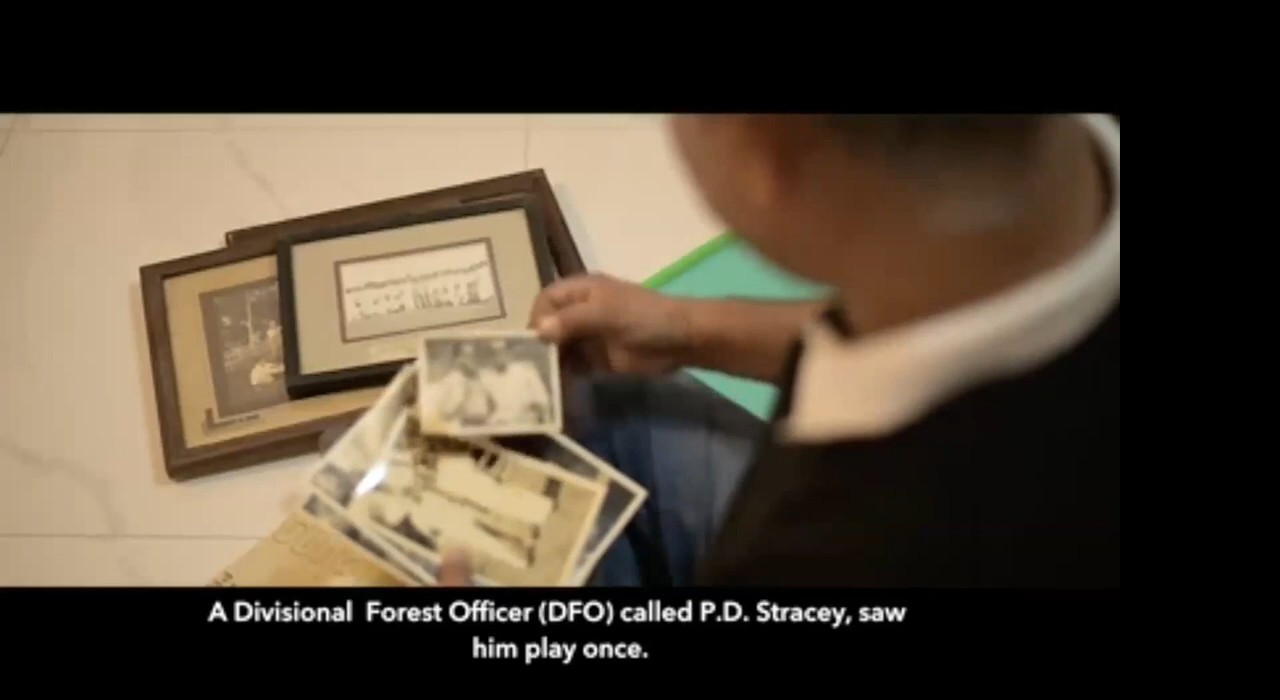 A Divisional  Forest Officer (DFO) called P.D. Stracey, saw
him play once.